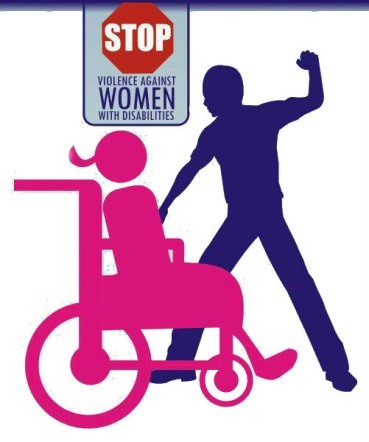 STOP
VIOLENCE AGAINST
WOMEN
WITH DISABILITIES